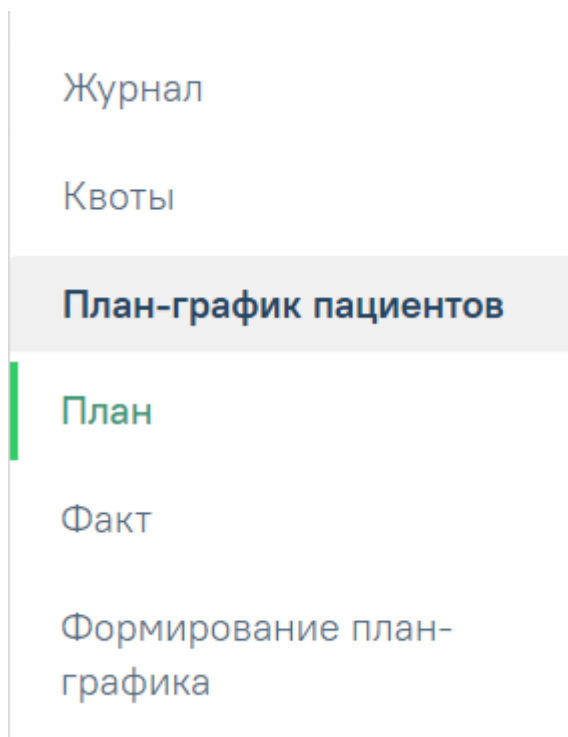 Журнал
Квоты
План-график пациентов
План
Факт
Формирование план-
графика